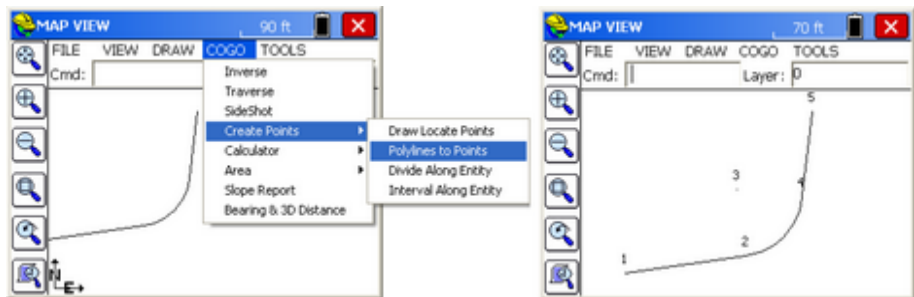 MAP VIEW
90 ft
FILE VIEW DRAW COGO TOOLS
Cmd:
Inverse
Traverse
SideShot
Create Points
Calculator
Area
Slope Report
Bearing & 3D Distance
Draw Locate Points
Polylines to Points
Divide Along Entity
Interval Along Entity
N
E
MAP VIEW
70 ft
FILE VIEW DRAW COGO TOOLS
Cmd: Layer: 0
5
3
4
2
1